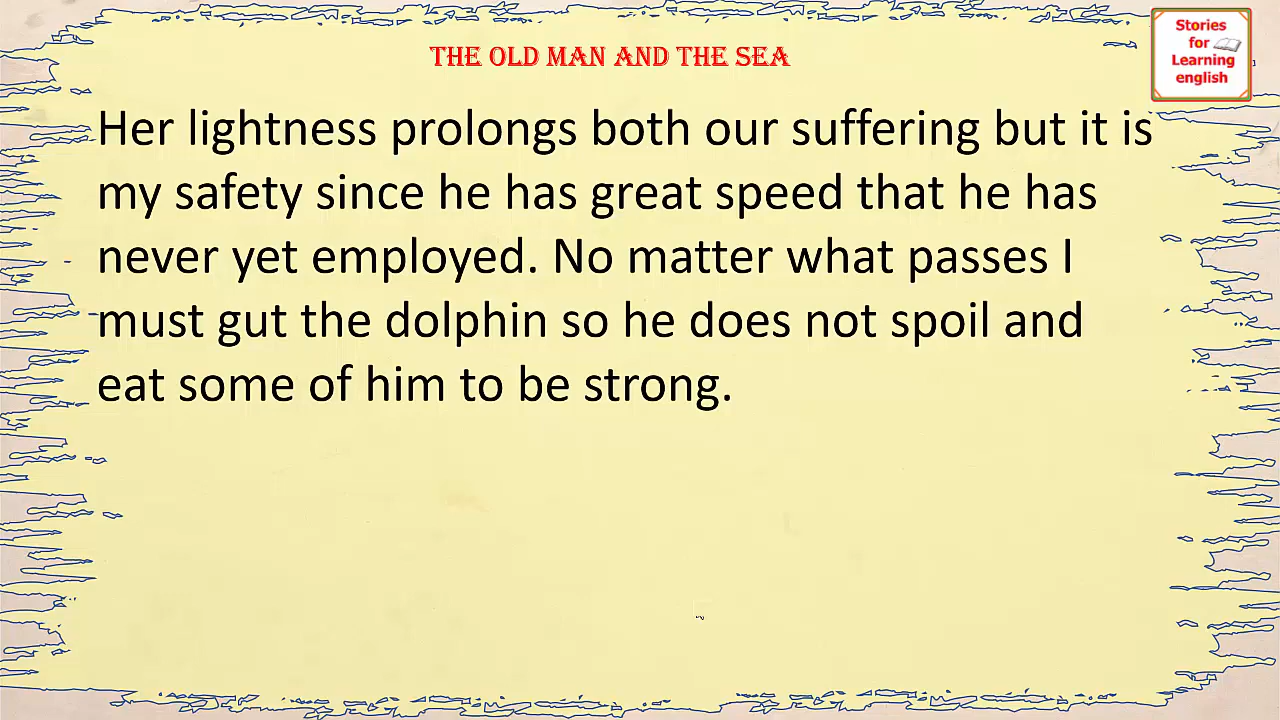 THE OLD MAN AND THE SEA
Stories
for
Learning
english
Her lightness prolongs both our suffering but it is
my safety since he has great speed that he has
never yet employed. No matter what passes I
must gut the dolphin so he does not spoil and
eat some of him to be strong.